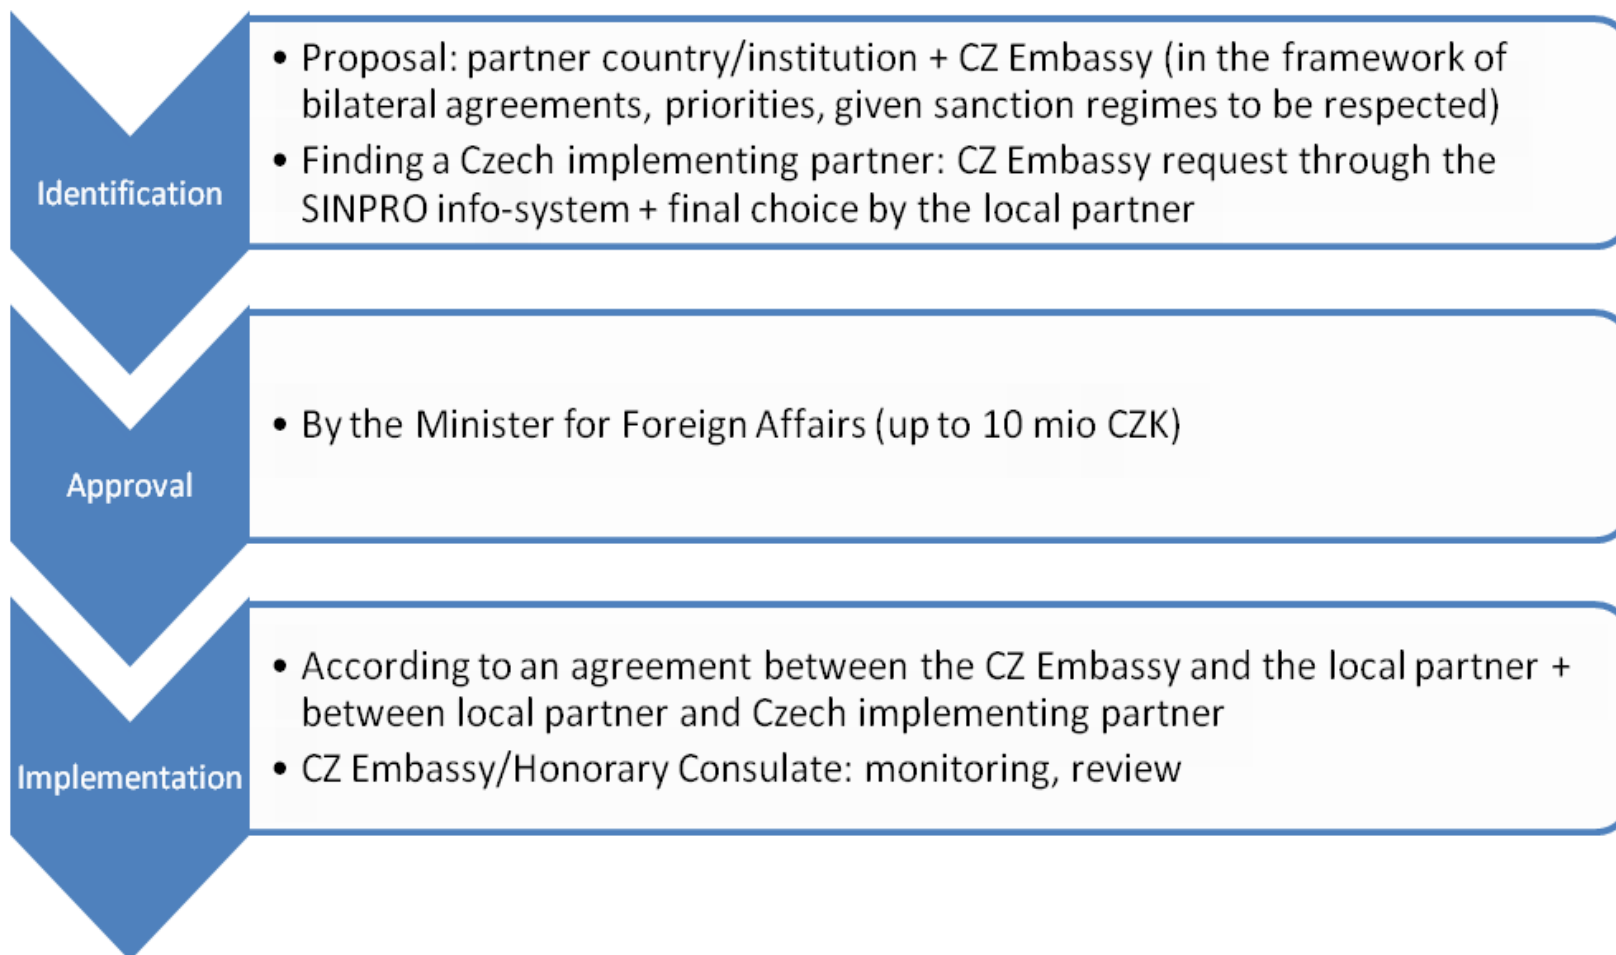 Identification
• Proposal: partner country/institution + CZ Embassy (in the framework of
bilateral agreements, priorities, given sanction regimes to be respected)
• Finding a Czech implementing partner: CZ Embassy request through the
SINPRO info-system + final choice by the local partner
Approval
• By the Minister for Foreign Affairs (up to 10 mio CZK)
Implementation
• According to an agreement between the CZ Embassy and the local partner +
between local partner and Czech implementing partner
• CZ Embassy/Honorary Consulate: monitoring, review